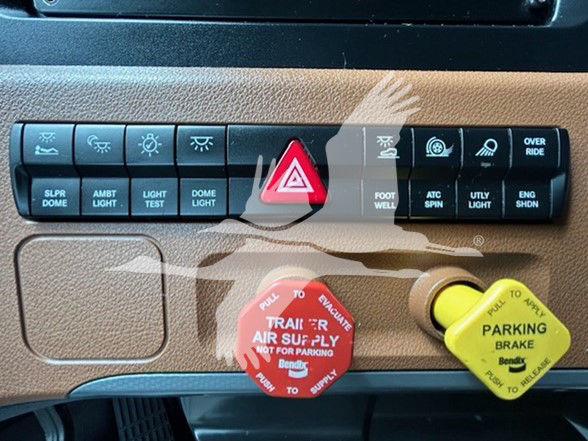 OVER
RIDE
SLPR
DOME
AMBT
LIGHT
LIGHT
TEST
DOME
LIGHT
FOOT
WELL
ATC
SPIN
UTLY
LIGHT
ENG
SHDN
®
PULL TO EVACUATE
TRAILER
AIR SUPPLY
NOT FOR PARKING
Bendix
PUSH TO SUPPLY
PULL TO APPLY
PARKING
BRAKE
Bendix
PUSH TO RELEASE